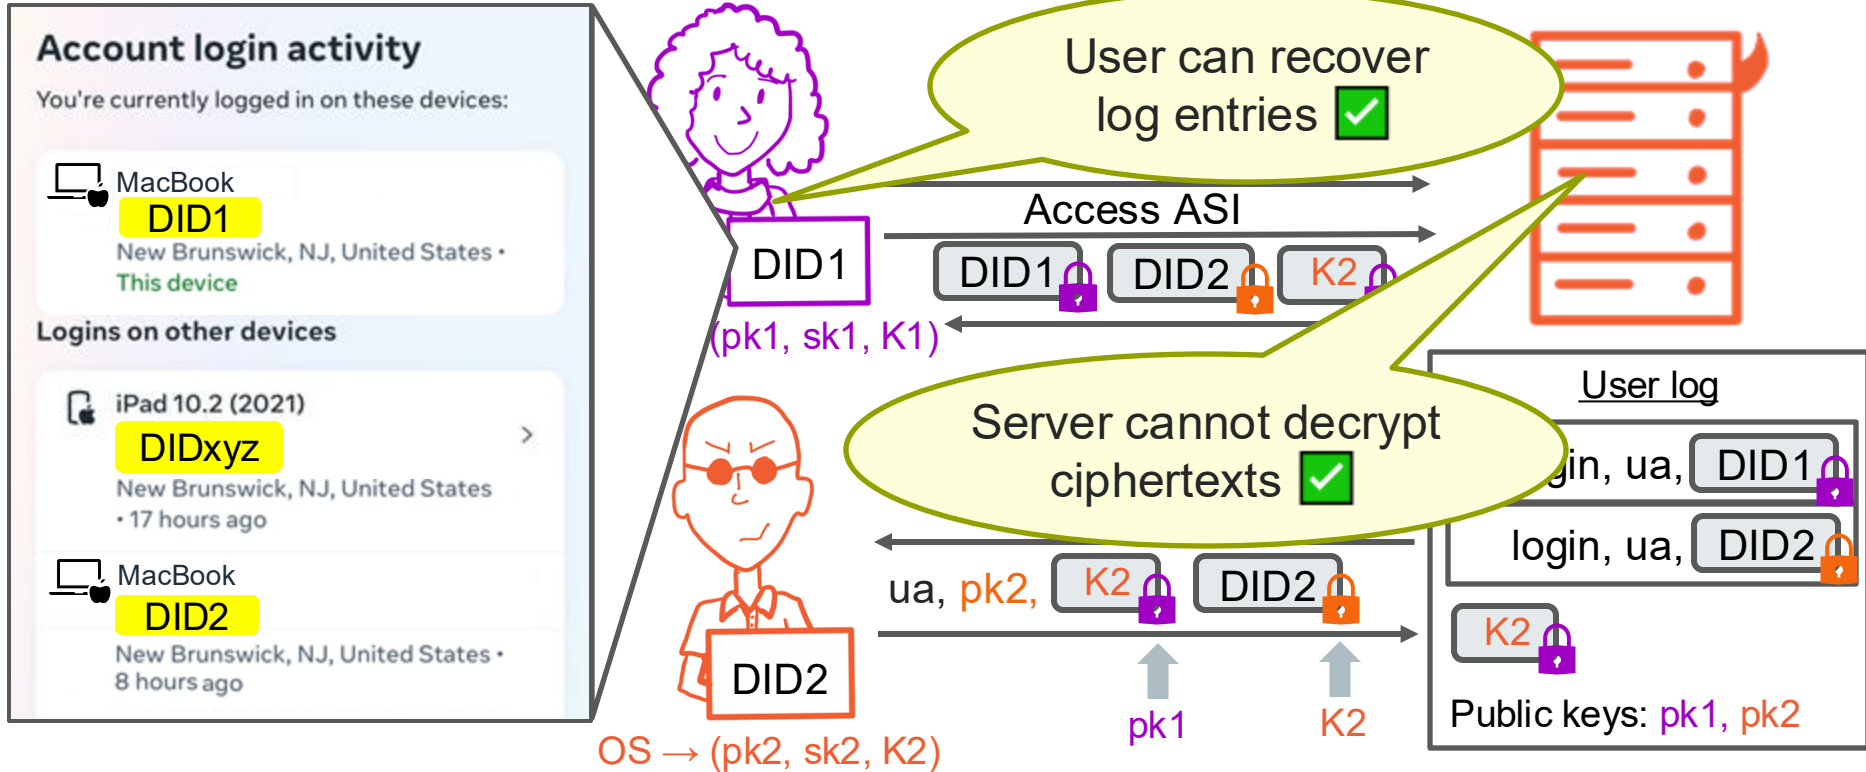 Account login activity
You're currently logged in on these devices:
MacBook
DID1
New Brunswick, NJ, United States •
This device
Logins on other devices
iPad 10.2 (2021)
DIDxyz
New Brunswick, NJ, United States
• 17 hours ago
MacBook
DID2
New Brunswick, NJ, United States •
8 hours ago
DID1
(pk1, sk1, K1)
User can recover
log entries ✅
Access ASI
DID1 DID2 K2
Server cannot decrypt
ciphertexts ✅
ua, pk2, K2 DID2
pk1 K2
DID2
OS → (pk2, sk2, K2)
User log
gin, ua, DID1
login, ua, DID2
K2
Public keys: pk1, pk2